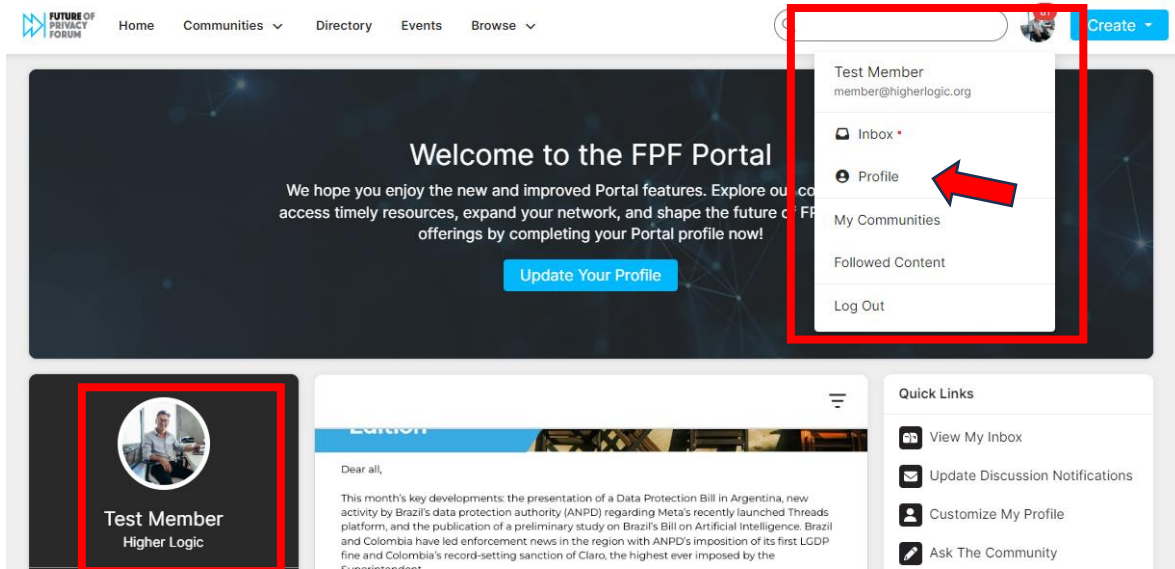 FUTURE OF
PRIVACY
FORUM
Home
Communities
Directory
Events
Browse
Create
Test Member
member@higherlogic.org
Inbox
Profile
My Communities
Followed Content
Log Out
Welcome to the FPF Portal
We hope you enjoy the new and improved Portal features. Explore our co
access timely resources, expand your network, and shape the future of FP
offerings by completing your Portal profile now!
Update Your Profile
Test Member
Higher Logic
Edition
Dear all,
This month's key developments: the presentation of a Data Protection Bill in Argentina, new
activity by Brazil's data protection authority (ANPD) regarding Meta's recently launched Threads
platform, and the publication of a preliminary study on Brazil's Bill on Artificial Intelligence. Brazil
and Colombia have led enforcement news in the region with ANPD's imposition of its first LGDP
fine and Colombia's record-setting sanction of Claro, the highest ever imposed by the
Superintendent
Quick Links
View My Inbox
Update Discussion Notifications
Customize My Profile
Ask The Community